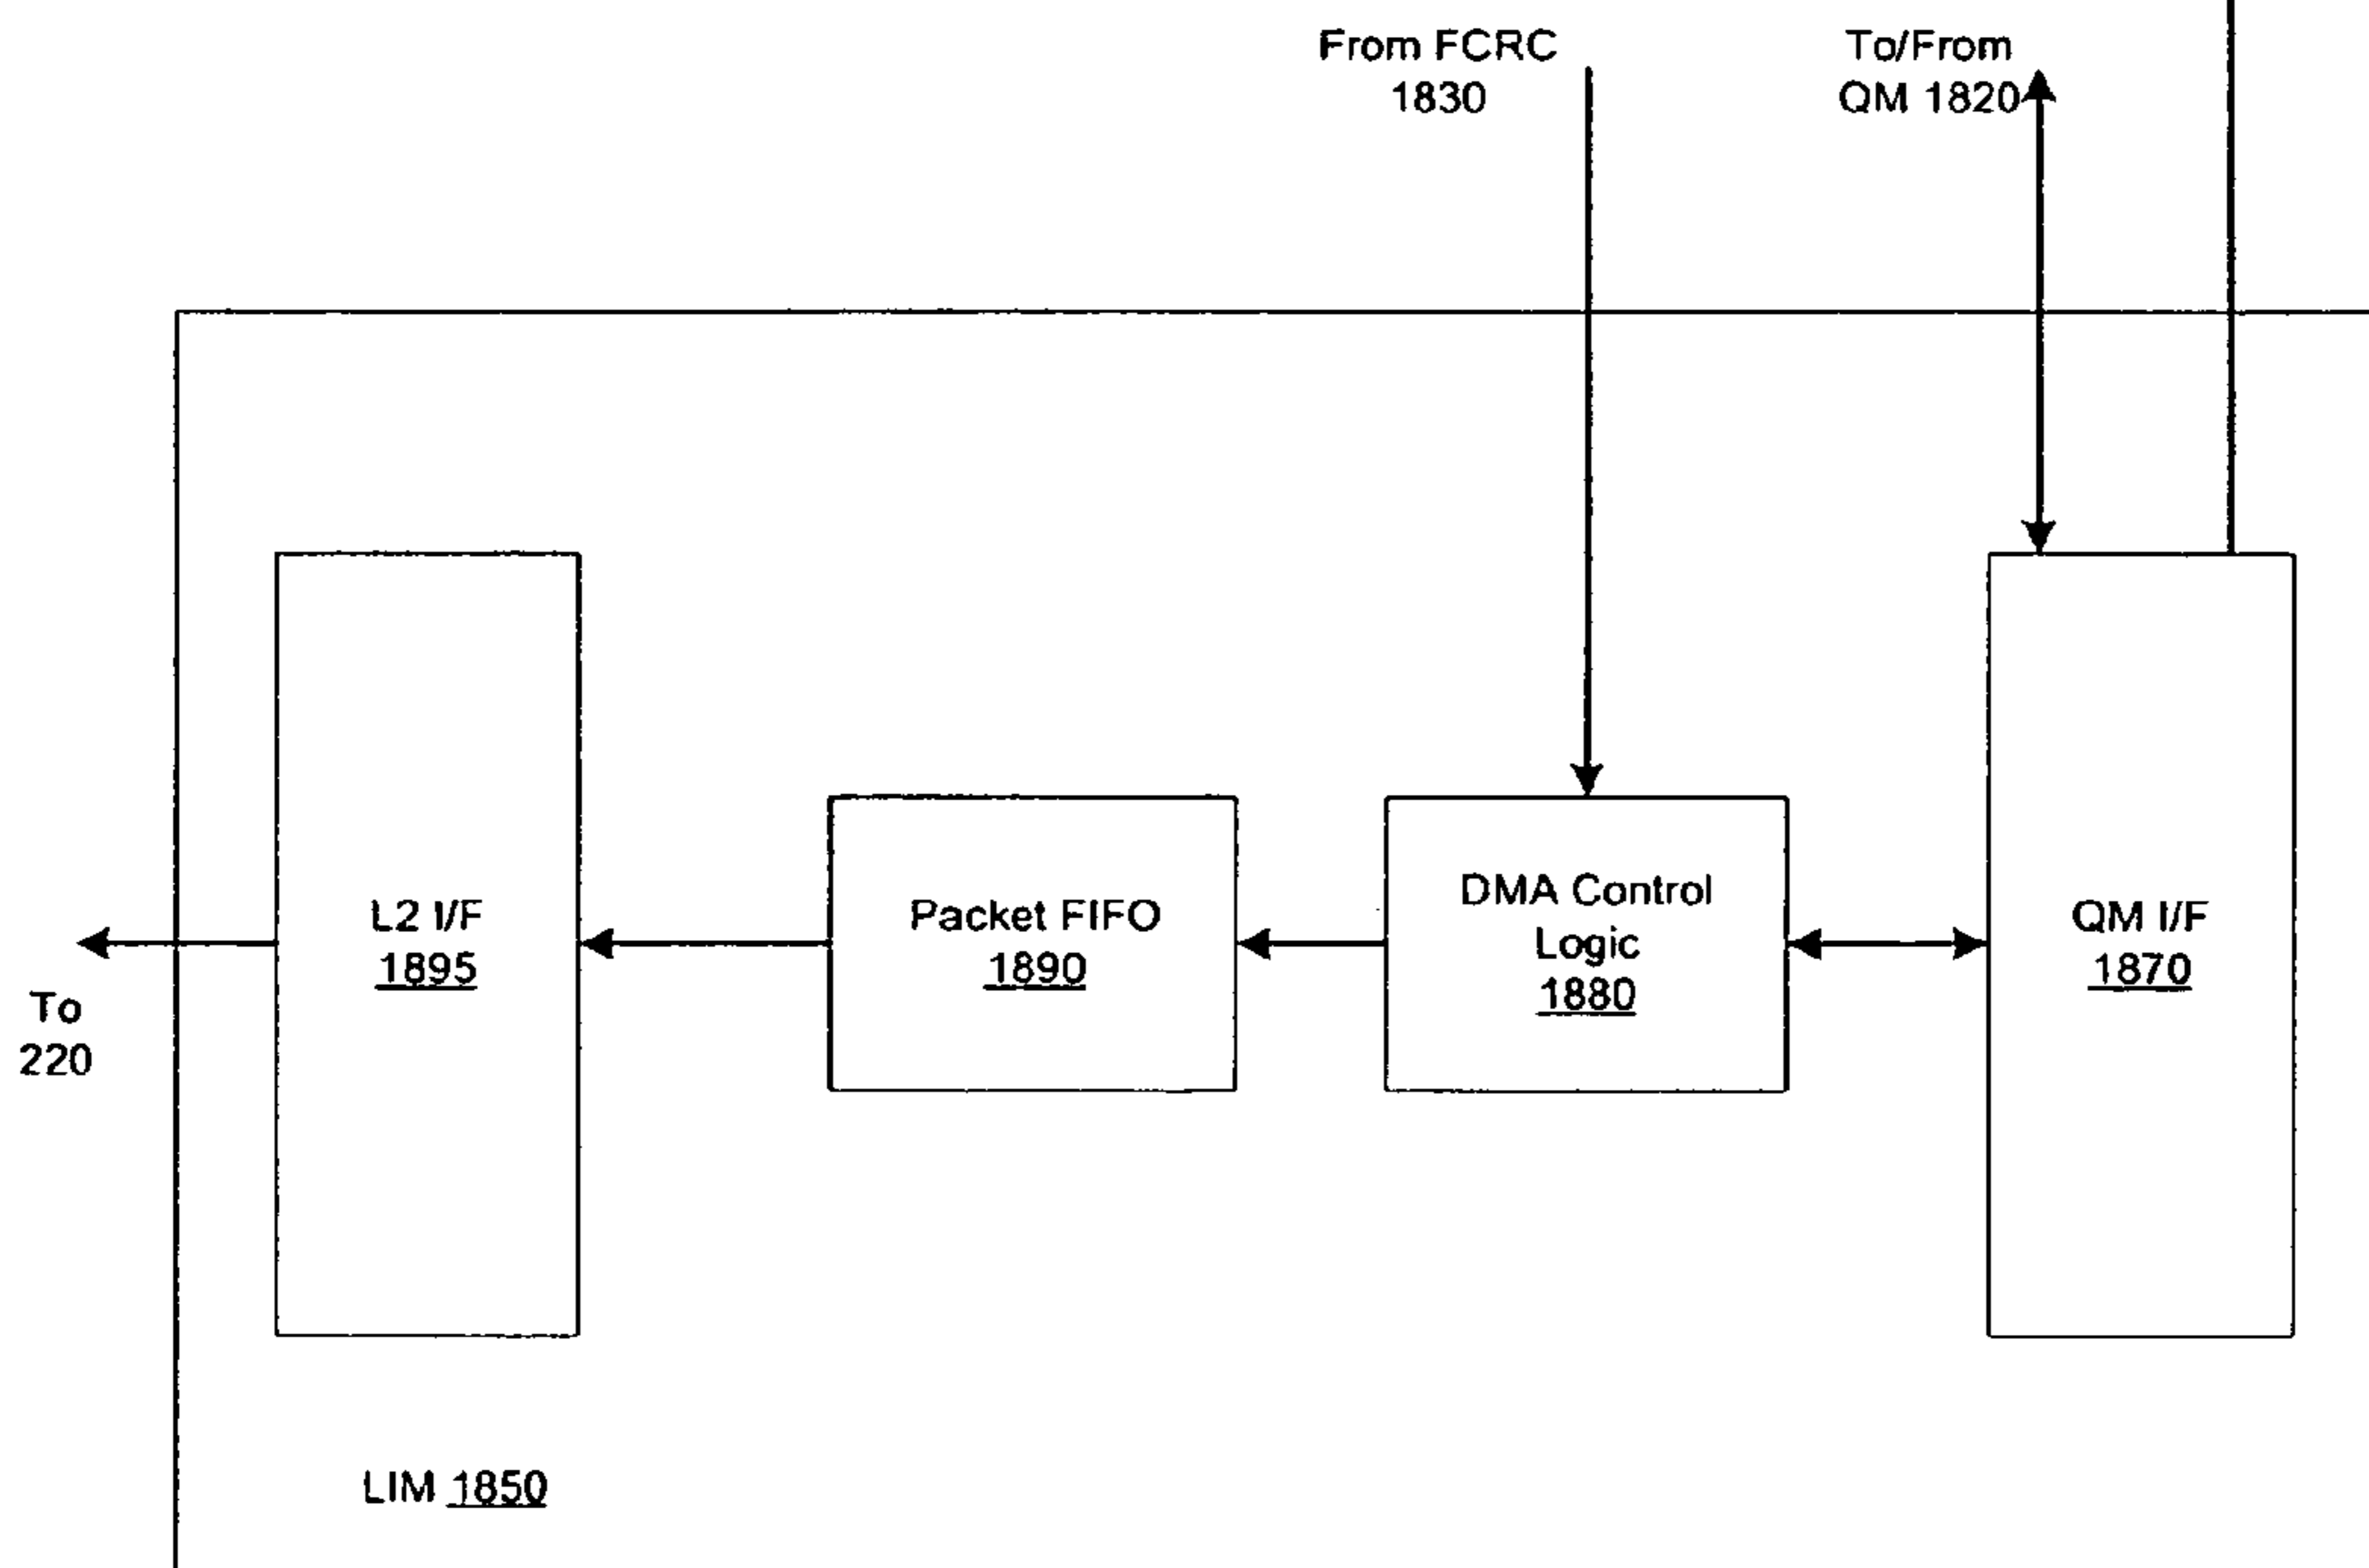 From FCRC
1830
To/From
QM 1820
L2 I/F
1895
Packet FIFO
1890
DMA Control
Logic
1880
QM I/F
1870
To
220
LIM 1850